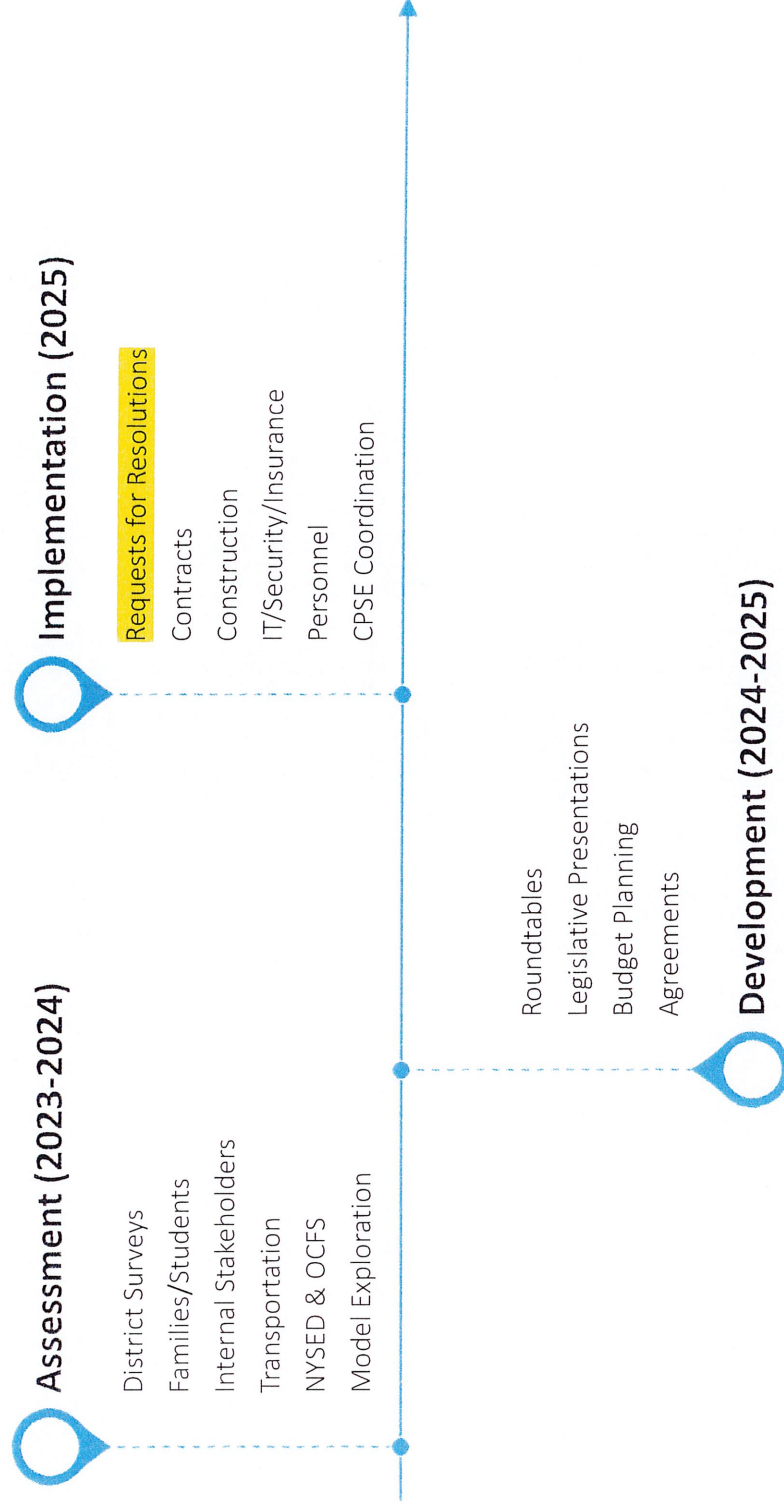 Assessment (2023-2024)
District Surveys
Families/Students
Internal Stakeholders
Transportation
NYSED & OCFS
Model Exploration
Roundtables
Legislative Presentations
Budget Planning
Agreements
Development (2024-2025)
Implementation (2025)
Requests for Resolutions
Contracts
Construction
IT/Security/Insurance
Personnel
CPSE Coordination